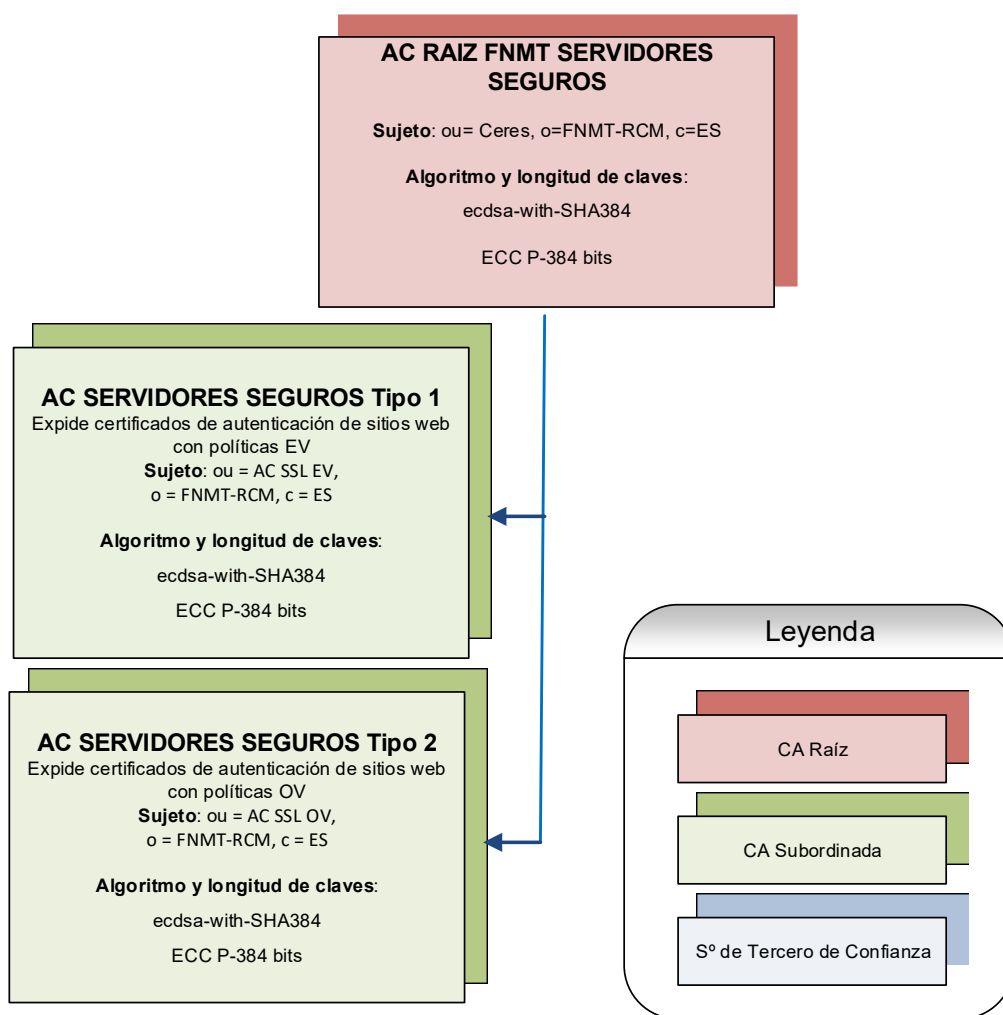 AC RAIZ FNMT SERVIDORES
SEGUROS
Sujeto: ou= Ceres, o=FNMT-RCM, c=ES
Algoritmo y longitud de claves:
ecdsa-with-SHA384
ECC P-384 bits
AC SERVIDORES SEGUROS Tipo 1
Expide certificados de autenticación de sitios web
con políticas EV
Sujeto: ou = AC SSL EV,
o = FNMT-RCM, c = ES
Algoritmo y longitud de claves:
ecdsa-with-SHA384
ECC P-384 bits
AC SERVIDORES SEGUROS Tipo 2
Expide certificados de autenticación de sitios web
con políticas OV
Sujeto: ou = AC SSL OV,
o = FNMT-RCM, c = ES
Algoritmo y longitud de claves:
ecdsa-with-SHA384
ECC P-384 bits
Leyenda
CA Raíz
CA Subordinada
Sº de Tercero de Confianza